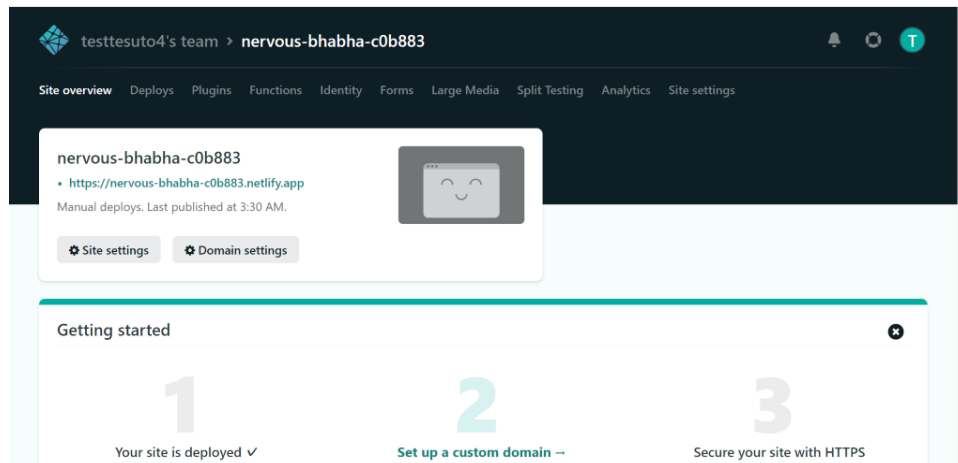 testtesuto4's team > nervous-bhabha-c0b883
T
Site overview Deploys Plugins Functions Identity Forms Large Media Split Testing Analytics Site settings
nervous-bhabha-c0b883
• https://nervous-bhabha-c0b883.netlify.app
Manual deploys. Last published at 3:30 AM.
Site settings Domain settings
Getting started
1 2 3
Your site is deployed ✓ Set up a custom domain → Secure your site with HTTPS